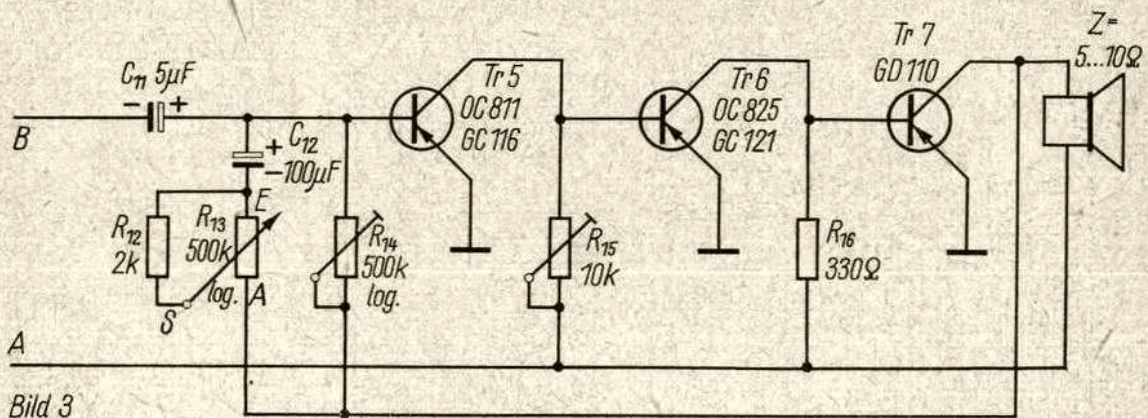 C₁₁ 5µF
- +
B
+ C₁₂
- 100µF
R₁₂
2k
R₁₃
500k
log.
E
A
S
R₁₄
500k
log.
Tr 5
OC 811
GC 116
R₁₅
10k
Tr 6
OC 825
GC 121
R₁₆
330Ω
Tr 7
GD 110
Z=
5...10Ω
A
Bild 3